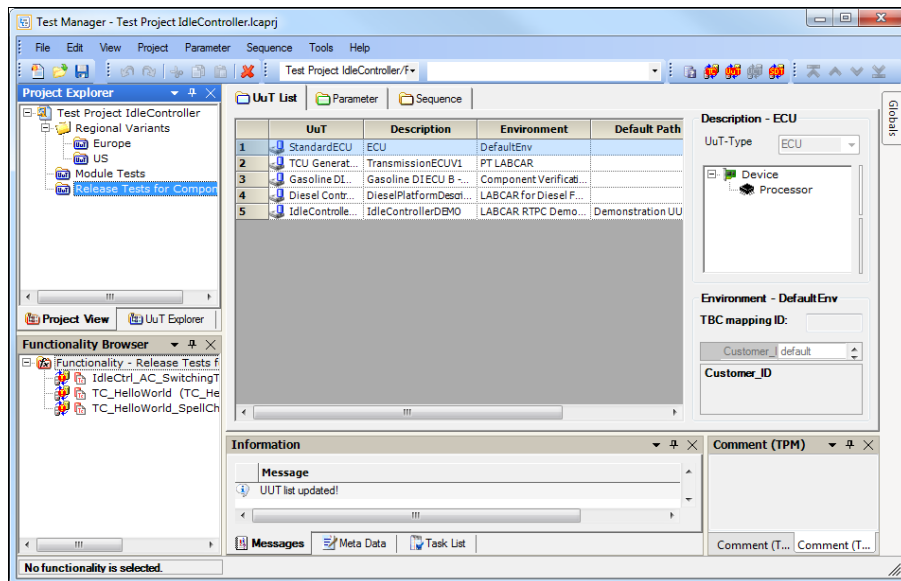 Test Manager - Test Project IdleController.lcaprj
File Edit View Project Parameter Sequence Tools Help
Test Project IdleController/F
Project Explorer
Test Project IdleController
Regional Variants
Europe
US
Module Tests
Release Tests for Compon
Project View UuT Explorer
Functionality Browser
Functionality - Release Tests f
IdleCtrl_AC_SwitchingT
TC_HelloWorld (TC_He
TC_HelloWorld_SpellCh
UuT List Parameter Sequence
UuT Description Environment Default Path
1 StandardECU ECU DefaultEnv
2 TCU Generat... TransmissionECUV1 PT LABCAR
3 Gasoline DI... Gasoline DI ECU B -... Component Verificati...
4 Diesel Contr... DieselPlatformDescri... LABCAR for Diesel F...
5 IdleControlle... IdleControllerDEMO LABCAR RTPC Demo... Demonstration UU
Description - ECU
UuT-Type ECU
Device
Processor
Environment - DefaultEnv
TBC mapping ID:
Customer_I default
Customer_ID
Globals
Information
Message
UUT list updated!
Messages Meta Data Task List
Comment (TPM)
Comment (T... Comment (T...
No functionality is selected.